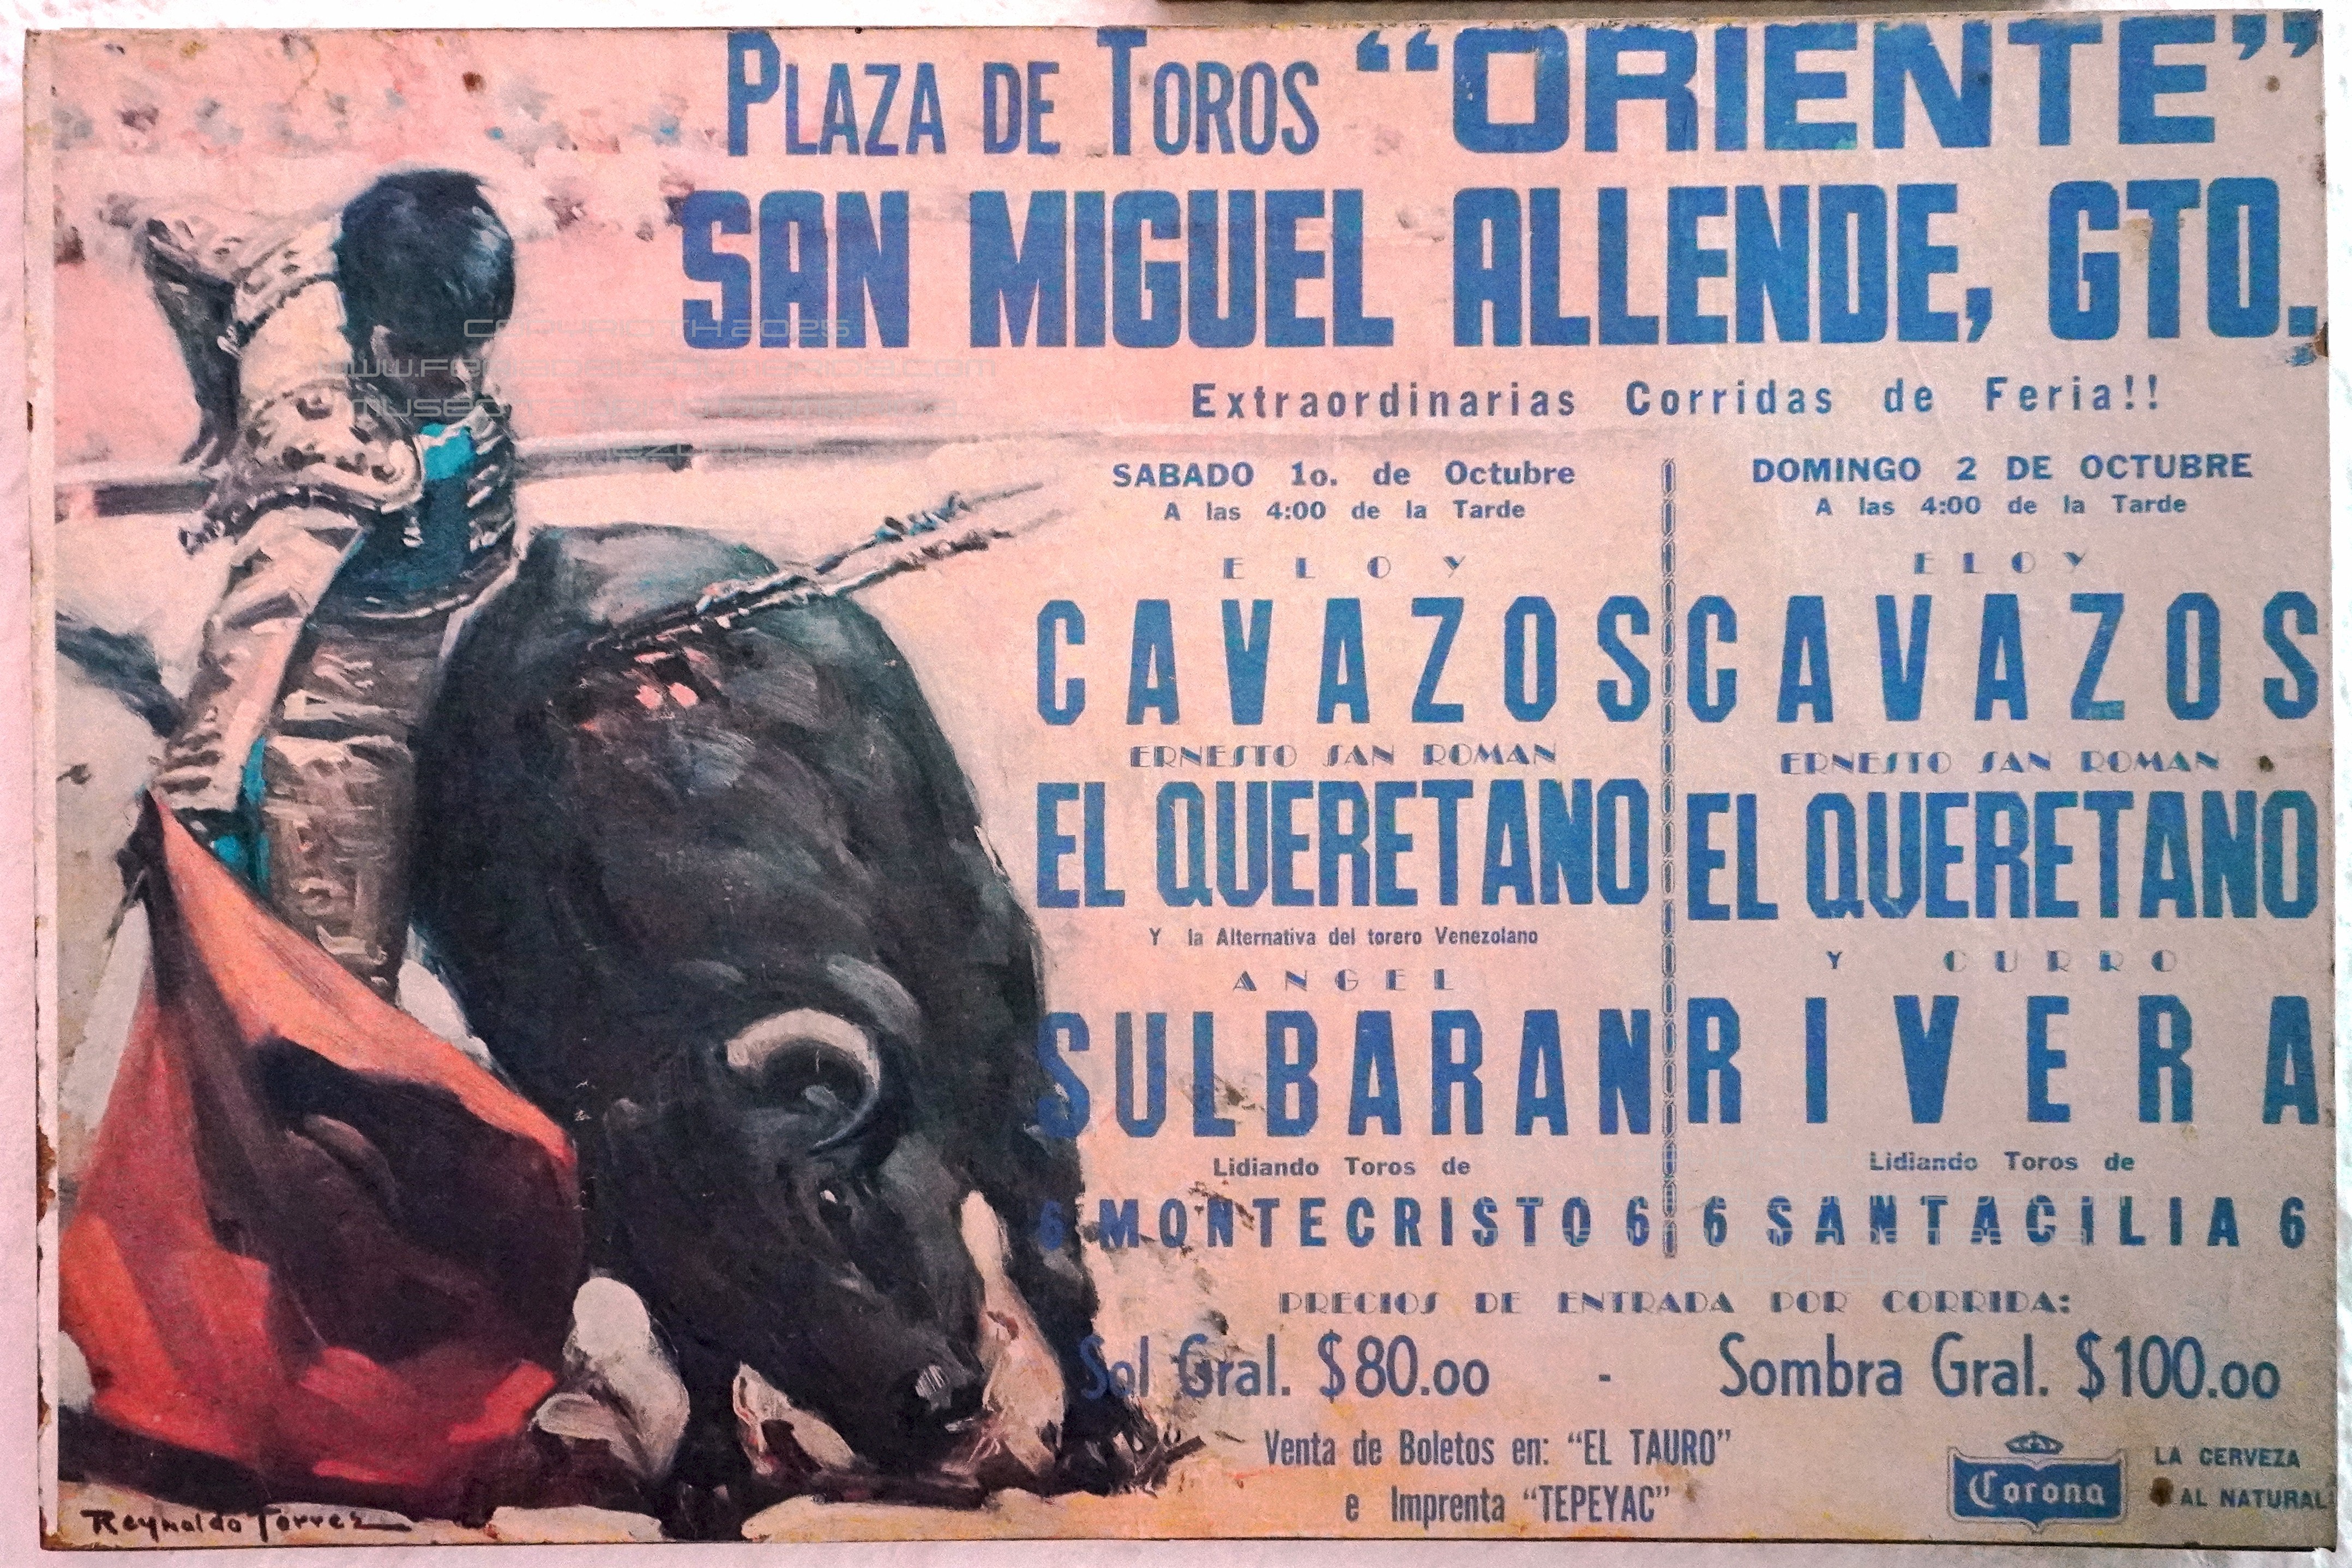 PLAZA DE TOROS “ORIENTE”
SAN MIGUEL ALLENDE, GTO.
Extraordinarias Corridas de Feria!!
SABADO 1o. de Octubre
A las 4:00 de la Tarde
ELOY
CAVAZOS
ERNESTO SAN ROMAN
EL QUERETANO
Y la Alternativa del torero Venezolano
ANGEL
SULBARAN
Lidiando Toros de
6 MONTECRISTO 6
DOMINGO 2 DE OCTUBRE
A las 4:00 de la Tarde
ELOY
CAVAZOS
ERNESTO SAN ROMAN
EL QUERETANO
Y CURRO
RIVERA
Lidiando Toros de
6 SANTACILIA 6
PRECIOS DE ENTRADA POR CORRIDA:
Sol Gral. $80.oo - Sombra Gral. $100.oo
Venta de Boletos en: “EL TAURO”
e Imprenta “TEPEYAC”
Corona
LA CERVEZA
AL NATURAL
Reynaldo Torres
2025